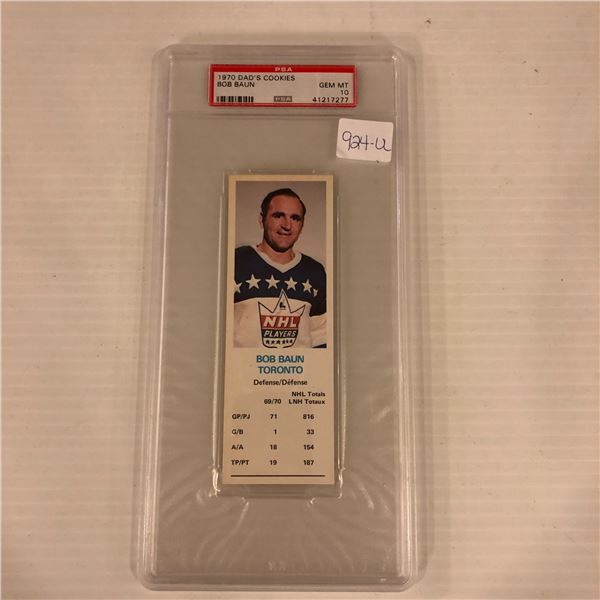 PSA
1970 DAD'S COOKIES
BOB BAUN GEM MT
10
PSA 41217277
924-U
NHL
PLAYERS
BOB BAUN
TORONTO
Defense/Défense
NHL Totals
69/70 LNH Totaux
GP/PJ 71 816
G/B 1 33
A/A 18 154
TP/PT 19 187